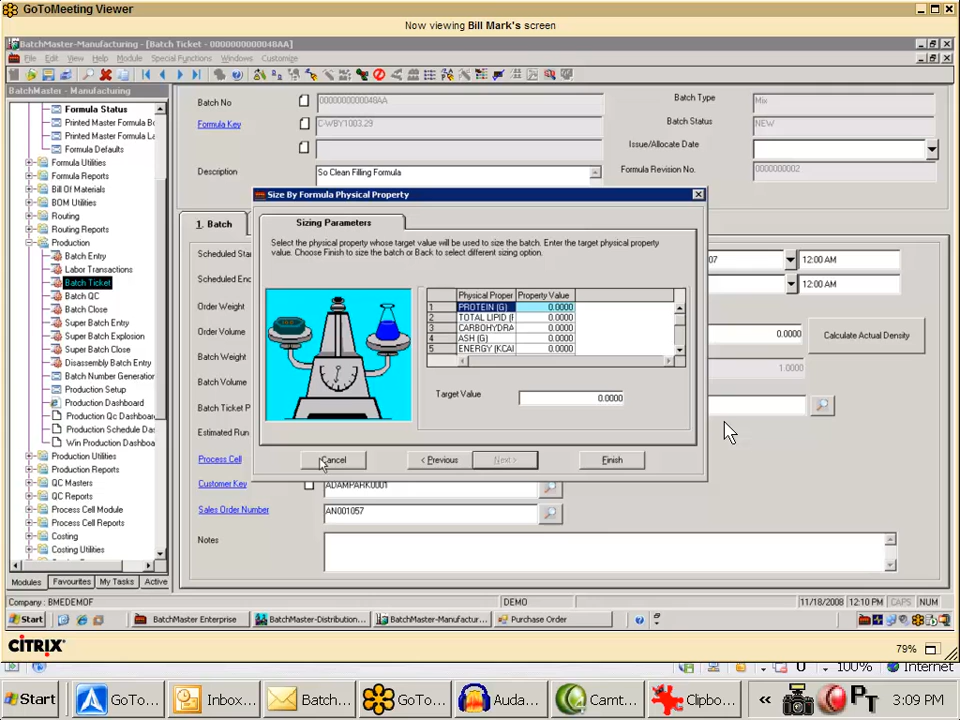 GoToMeeting Viewer
Now viewing Bill Mark's screen
BatchMaster-Manufacturing - [Batch Ticket - 0000000000048AA]
File Edit View Help Module Special Functions Windows Customize
BatchMaster - Manufacturing
Formula Status
Printed Master Formula Bo
Printed Master Formula La
Formula Defaults
Formula Utilities
Formula Reports
Bill Of Materials
BOM Utilities
Routing
Routing Reports
Production
Batch Entry
Labor Transactions
Batch Ticket
Batch QC
Batch Close
Super Batch Entry
Super Batch Explosion
Super Batch Close
Disassembly Batch Entry
Batch Number Generation
Production Setup
Production Dashboard
Production Qc Dashboar
Production Schedule Das
Win Production Dashboa
Production Utilities
Production Reports
QC Masters
QC Reports
Process Cell Module
Process Cell Reports
Costing
Costing Utilities
Modules Favourites My Tasks Active
Batch No 0000000000048AA
Batch Type Mix
Formula Key C-WBY1003.29
Batch Status NEW
Issue/Allocate Date
Description So Clean Filling Formula
Formula Revision No. 0000000002
1. Batch
Scheduled Sta 07 12:00 AM
Scheduled En 12:00 AM
Order Weight
Order Volume 0.0000 Calculate Actual Density
Batch Weight 1.0000
Batch Volume
Batch Ticket P
Estimated Run
Process Cell
Customer Key ADAMPARK0001
Sales Order Number AN001057
Notes
Size By Formula Physical Property
Sizing Parameters
Select the physical property whose target value will be used to size the batch. Enter the target physical property
value. Choose Finish to size the batch or Back to select different sizing option.
Physical Proper Property Value
1 PROTEIN (G) 0.0000
2 TOTAL LIPID (F 0.0000
3 CARBOHYDRA 0.0000
4 ASH (G) 0.0000
5 ENERGY (KCAI 0.0000
Target Value 0.0000
Cancel < Previous Next > Finish
Company : BMEDEMOF DEMO 11/18/2008 12:10 PM CAPS NUM
Start BatchMaster Enterprise BatchMaster-Distribution... BatchMaster-Manufactur... Purchase Order
CITRIX 79%
100% Internet
Start GoTo... Inbox... Batch... GoTo... Auda... Camt... Clipbo... « PT 3:09 PM